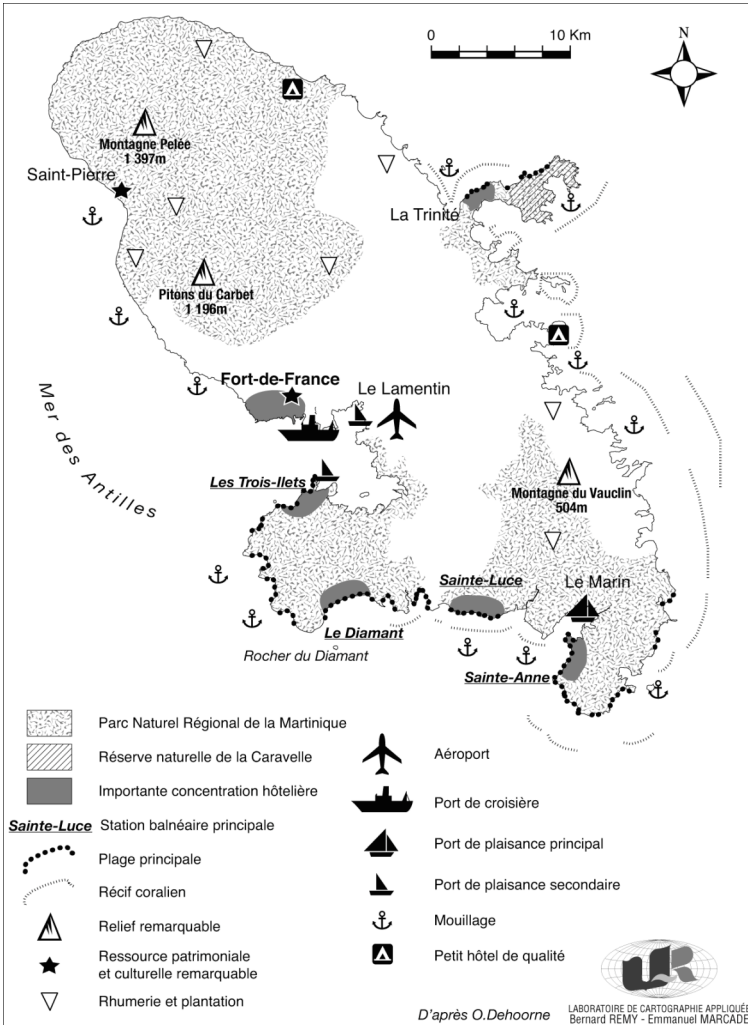 0 10 Km
N
Montagne Pelée
1 397m
Saint-Pierre
La Trinité
Pitons du Carbet
1 196m
Fort-de-France
Le Lamentin
Mer des Antilles
Les Trois-Ilets
Montagne du Vauclin
504m
Sainte-Luce
Le Marin
Le Diamant
Rocher du Diamant
Sainte-Anne
Parc Naturel Régional de la Martinique
Réserve naturelle de la Caravelle
Importante concentration hôtelière
Sainte-Luce Station balnéaire principale
Plage principale
Récif coralien
Relief remarquable
Ressource patrimoniale
et culturelle remarquable
Rhumerie et plantation
Aéroport
Port de croisière
Port de plaisance principal
Port de plaisance secondaire
Mouillage
Petit hôtel de qualité
D'après O.Dehoorne
LABORATOIRE DE CARTOGRAPHIE APPLIQUÉE
Bernard REMY - Emmanuel MARCADE